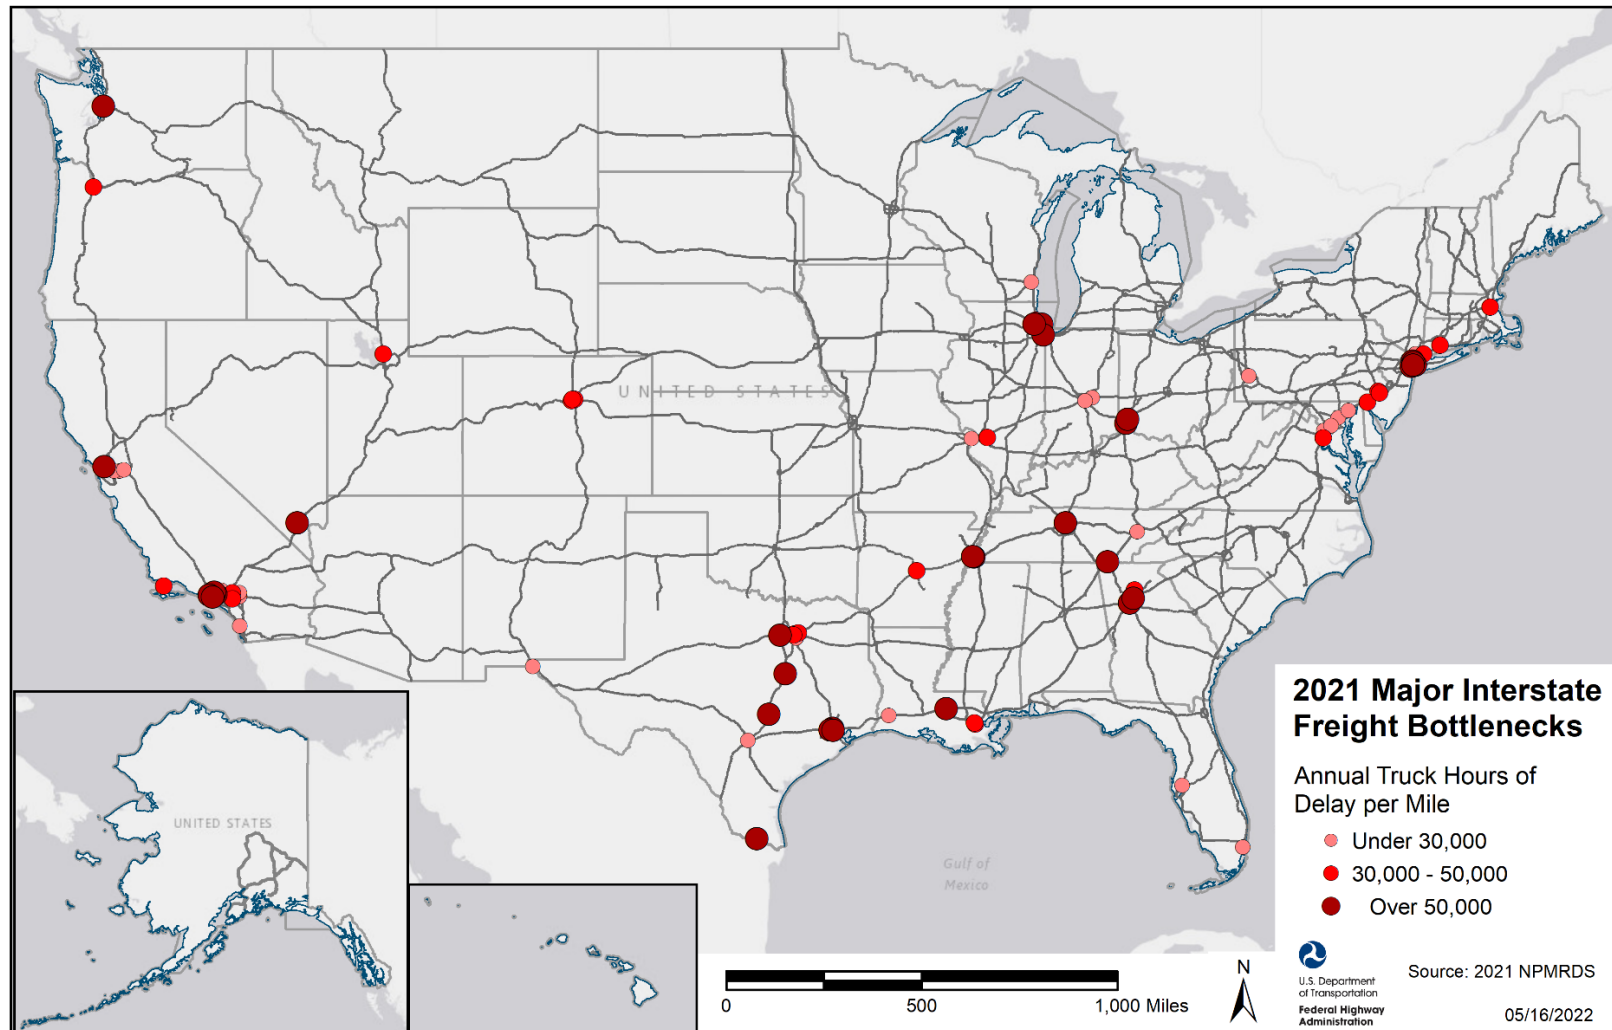 UNITED STATES
UNITED STATES
Gulf of
Mexico
2021 Major Interstate
Freight Bottlenecks
Annual Truck Hours of
Delay per Mile
Under 30,000
30,000 - 50,000
Over 50,000
0 500 1,000 Miles
N
U.S. Department
of Transportation
Federal Highway
Administration
Source: 2021 NPMRDS
05/16/2022